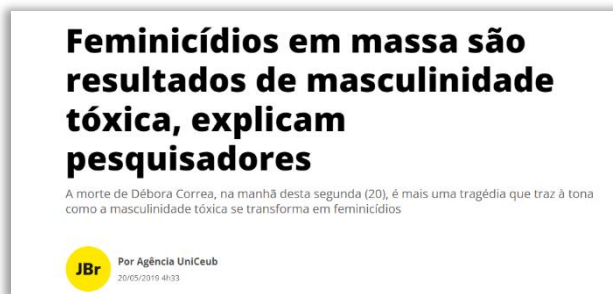 Feminicídios em massa são
resultados de masculinidade
tóxica, explicam
pesquisadores
A morte de Débora Correa, na manhã desta segunda (20), é mais uma tragédia que traz à tona
como a masculinidade tóxica se transforma em feminicídios
JBr
Por Agência UniCeub
20/05/2019 4h33